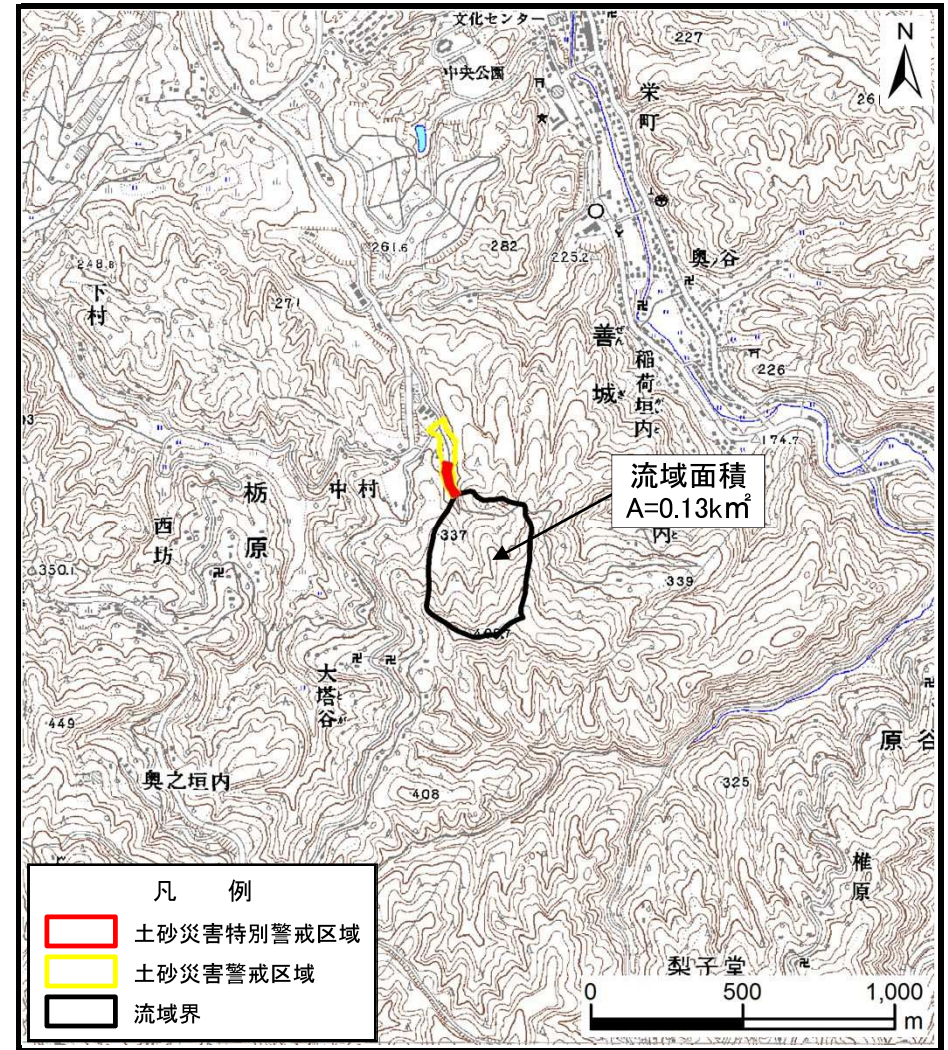 文化センター
227
N
中央公園
栄町
26
261.6
282
225.2
奥ノ谷
248.8
下村
271
善城
ぜんぎ
稲荷垣内
226
174.7
流域面積
A=0.13km²
栃原
中村
西坊
337
内
339
350.1
大塔谷
449
原谷
325
奥之垣内
408
椎原
梨子堂
凡 例
土砂災害特別警戒区域
土砂災害警戒区域
流域界
0 500 1,000
m